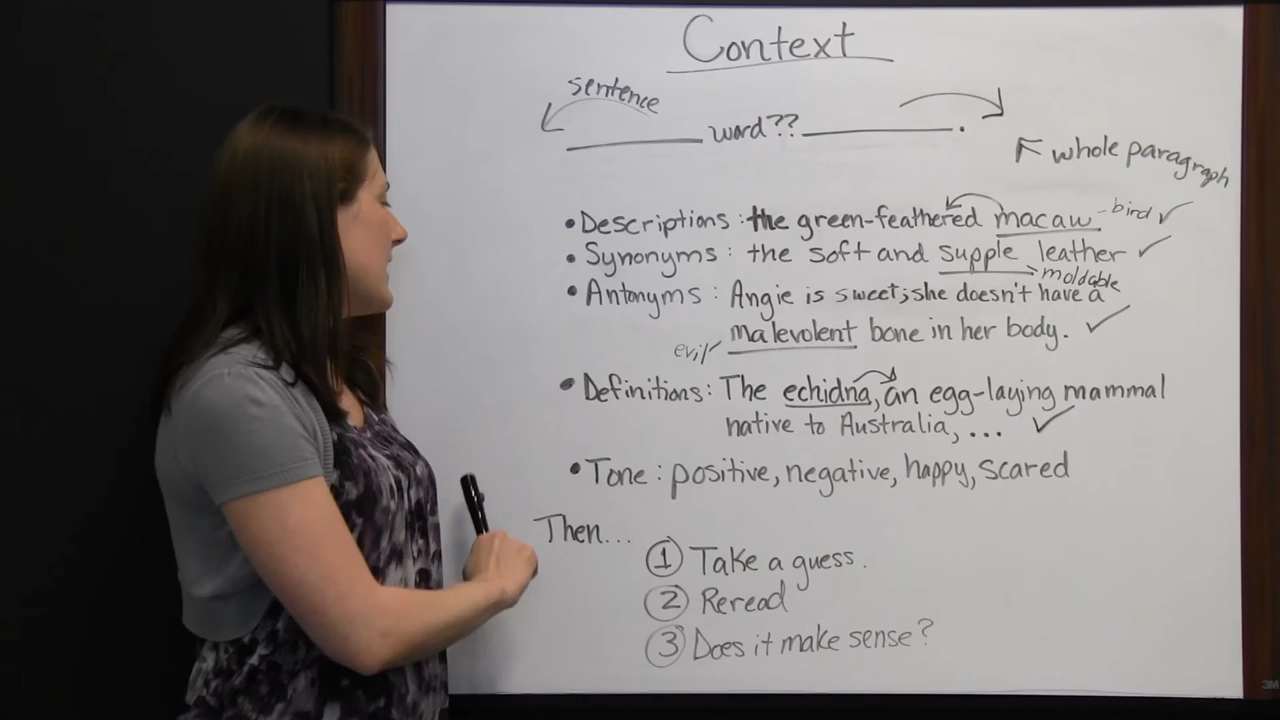 Context
sentence
word??
whole paragraph
• Descriptions: the green-feathered macaw - bird ✓
• Synonyms: the soft and supple leather ✓
moldable
• Antonyms: Angie is sweet; she doesn't have a
malevolent bone in her body. ✓
evil
• Definitions: The echidna, an egg-laying mammal
native to Australia, ... ✓
• Tone: positive, negative, happy, scared
Then...
1 Take a guess.
2 Reread
3 Does it make sense?
3M